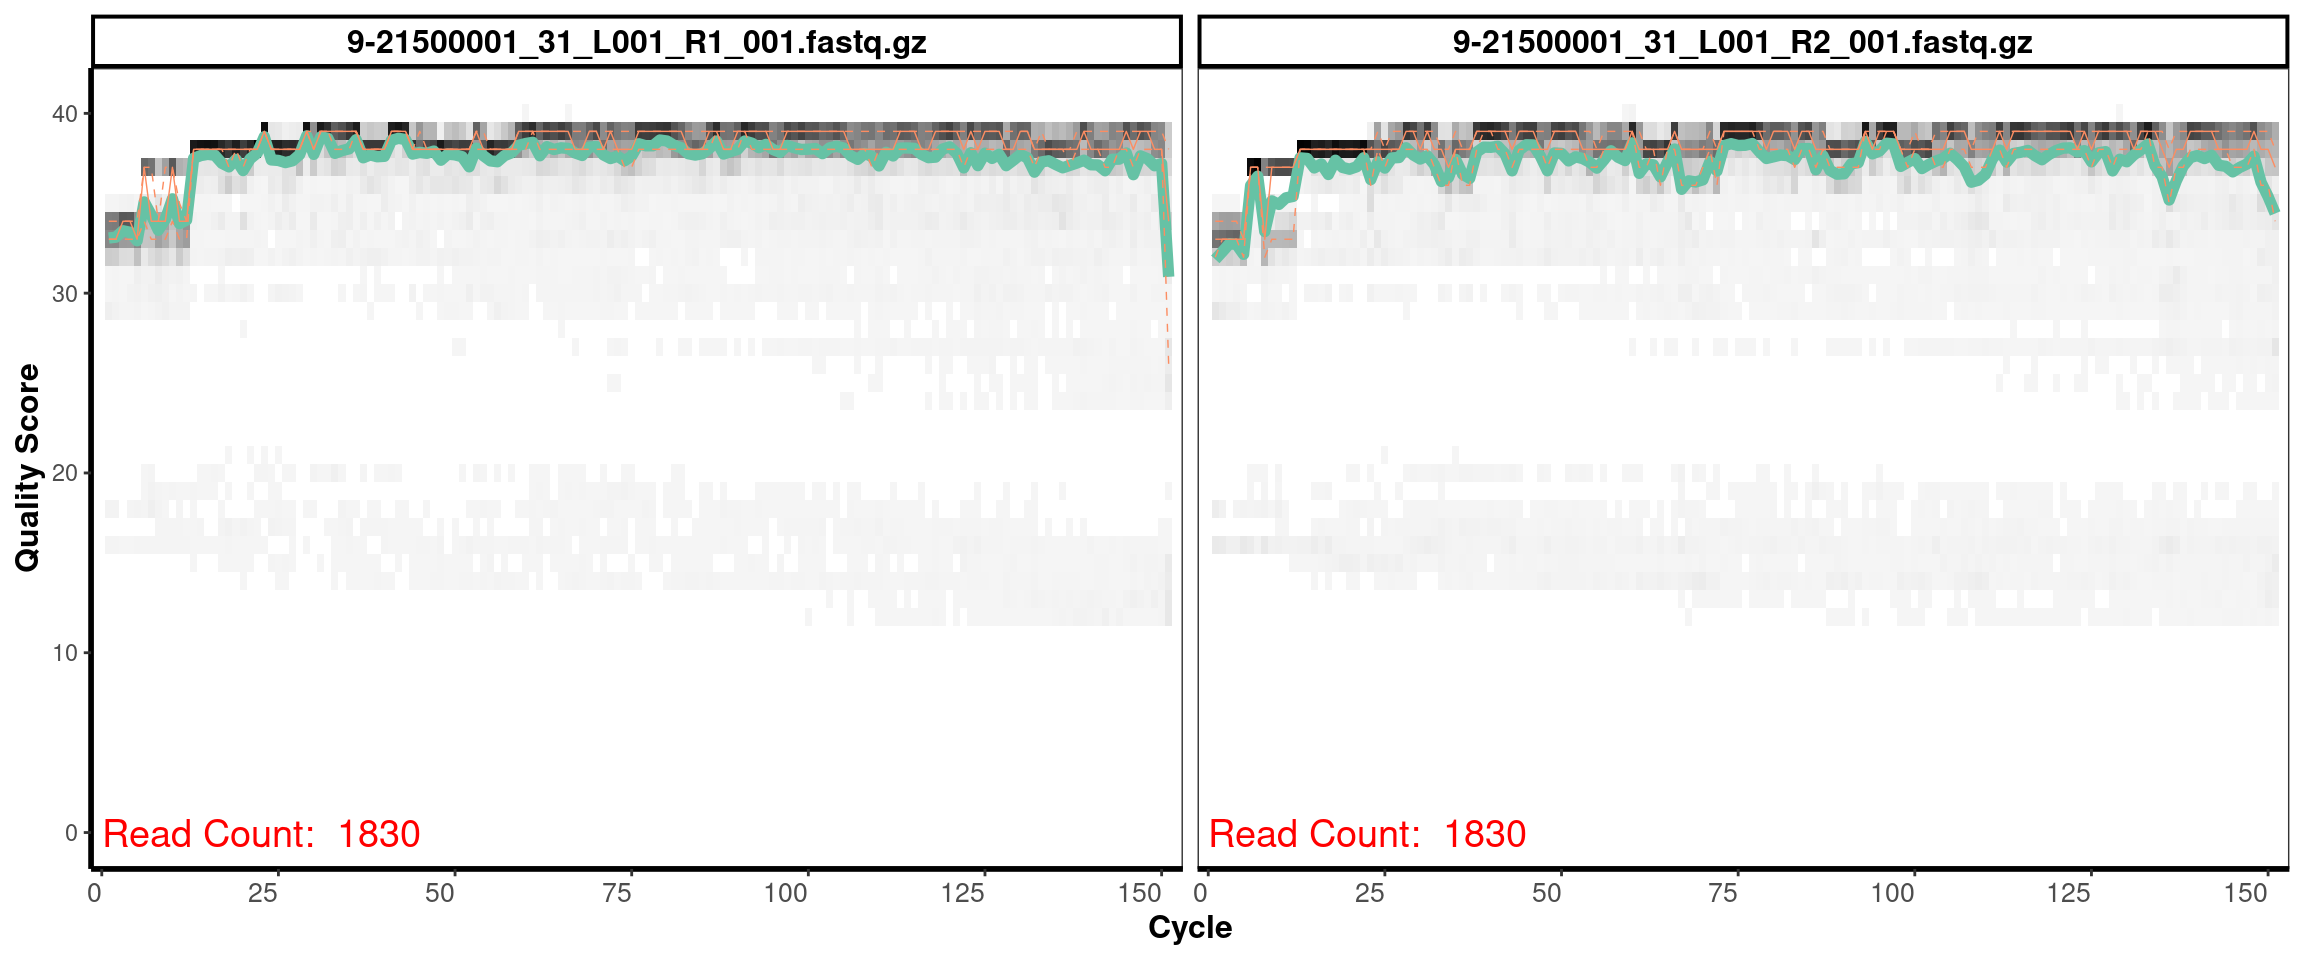 9-21500001_31_L001_R1_001.fastq.gz
9-21500001_31_L001_R2_001.fastq.gz
Quality Score
40
30
20
10
0
Read Count:  1830
Read Count:  1830
0 25 50 75 100 125 150
0 25 50 75 100 125 150
Cycle